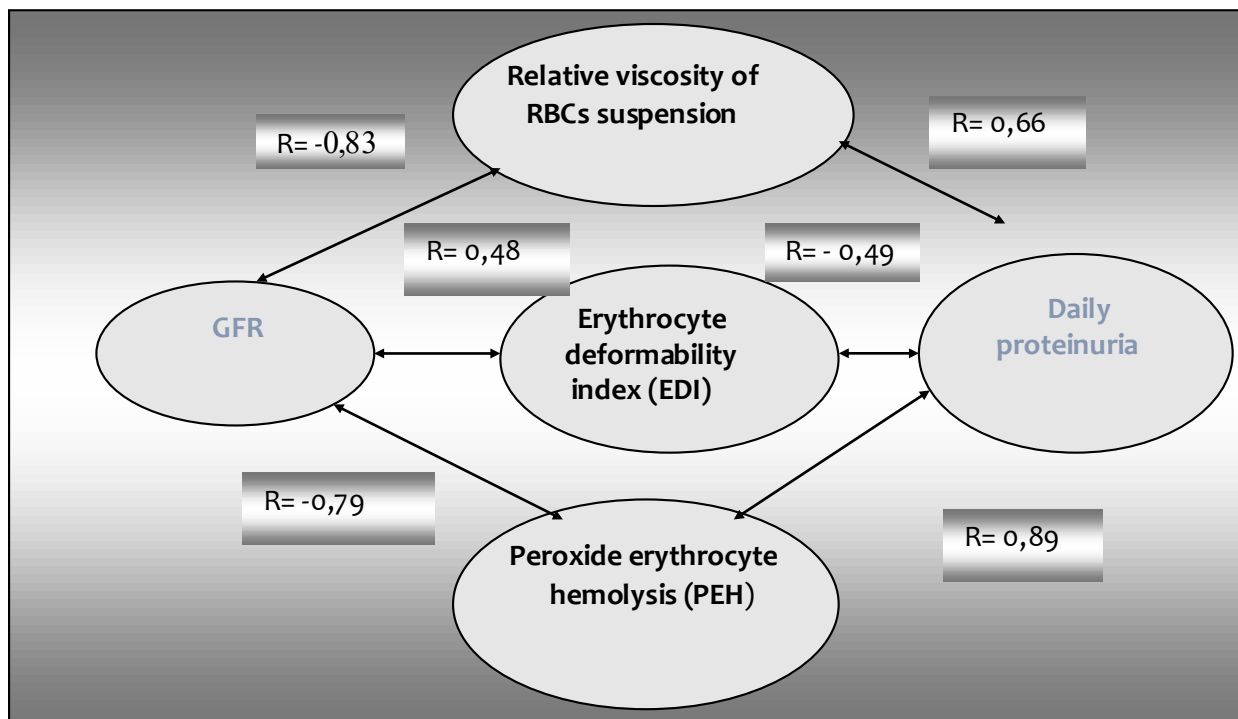 Relative viscosity of
RBCs suspension
R= -0,83
R= 0,66
R= 0,48
R= - 0,49
GFR
Erythrocyte
deformability
index (EDI)
Daily
proteinuria
R= -0,79
R= 0,89
Peroxide erythrocyte
hemolysis (PEH)